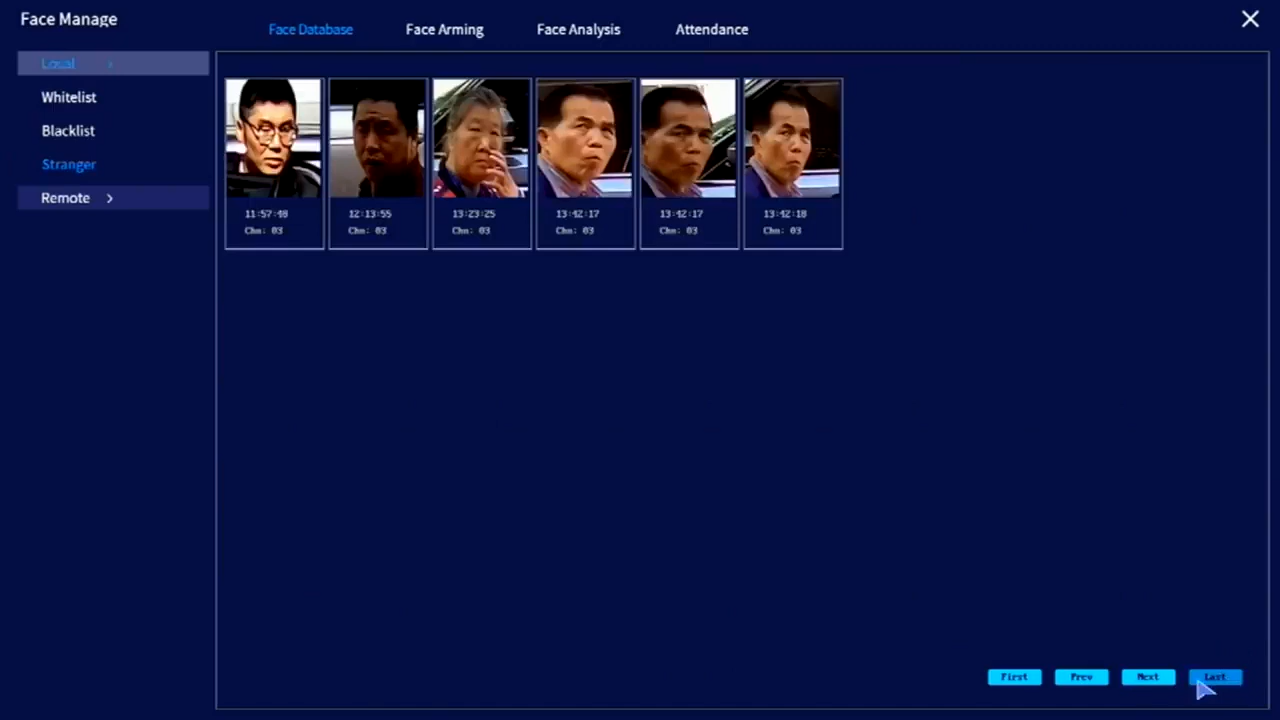 Face Manage
Face Database
Face Arming
Face Analysis
Attendance
Local >
Whitelist
Blacklist
Stranger
Remote >
11:57:48
Chn: 03
12:13:55
Chn: 03
13:23:25
Chn: 03
13:42:17
Chn: 03
13:42:17
Chn: 03
13:42:18
Chn: 03
First
Prev
Next
Last